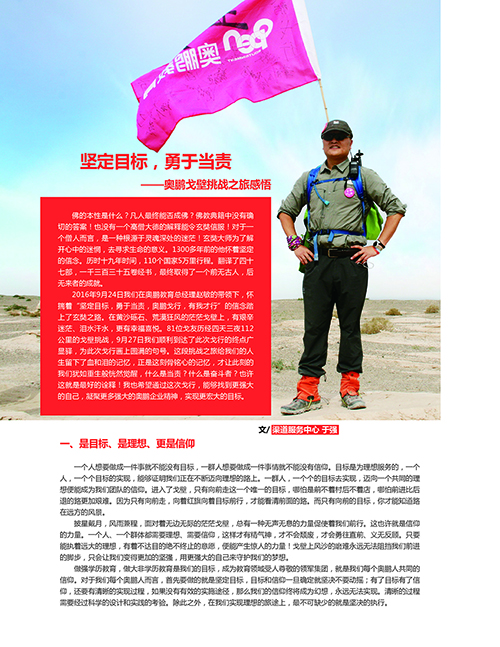 奥鹏
open
坚定目标，勇于当责
——奥鹏戈壁挑战之旅感悟
佛的本性是什么？凡人最终能否成佛？佛教典籍中没有确
切的答案！也没有一个高僧大师的解释能令玄奘信服！对于一
个僧人而言，是一种根源于灵魂深处的迷茫！玄奘大师为了解
开心中的迷惘，去寻求生命的意义。1300多年前的他怀着坚定
的信念。历时十九年时间，110个国家5万里行程。翻译了四十
七部，一千三百三十五卷经书，最终取得了一个前无古人，后
无来者的成就。
2016年9月24日我们在奥鹏教育总经理赵敏的带领下，怀
揣着“坚定目标，勇于当责，奥鹏戈行，有我才行”的信念踏
上了玄奘之路。在黄沙砾石、荒漠狂风的茫茫戈壁上，有艰辛
迷茫、泪水汗水，更有幸福喜悦。81位戈友历经四天三夜112
公里的戈壁挑战，9月27日我们顺利到达了此次戈行的终点广
显驿，为此次戈行画上圆满的句号。这段挑战之旅给我们的人
生留下了血和泪的记忆，正是这刻骨铭心的记忆，才让此刻的
我们犹如重生般恍然觉醒，什么是当责？什么是奋斗者？也许
这就是最好的诠释！我也希望通过这次戈行，能够找到更强大
的自己，凝聚更多强大的奥鹏企业精神，实现更宏大的目标。
文/ 渠道服务中心 于强
一、是目标、是理想、更是信仰
一个人想要做成一件事就不能没有目标，一群人想要做成一件事情就不能没有信仰。目标是为理想服务的，一个
人，一个个目标的实现，能够证明我们正在不断迈向理想的路上。一群人，一个个的目标去实现，迈向一个共同的理
想便能成为我们团队的信仰。进入了戈壁，只有向前走这一个唯一的目标，哪怕是前不着村后不着店，哪怕前进比后
退的路更加艰难。因为只有向前走，向着红旗向着目标前行，才能看清前面的路。而只有向前的目标，你才能知道路
在远方的风景。
披星戴月，风雨兼程，面对着无边无际的茫茫戈壁，总有一种无声无息的力量促使着我们前行。这也许就是信仰
的力量。一个人、一个群体都需要理想、需要信仰，这样才有精气神，才不会颓废，才会勇往直前、义无反顾。只要
能执着远大的理想，有着不达目的绝不终止的意愿，便能产生惊人的力量！戈壁上风沙的凶难永远无法阻挡我们前进
的脚步，只会让我们变得更加的坚强，用更强大的自己来守护我们的梦想。
做强学历教育，做大非学历教育是我们的目标，成为教育领域受人尊敬的领军集团，就是我们每个奥鹏人共同的
信仰。对于我们每个奥鹏人而言，首先要做的就是坚定目标，目标和信仰一旦确定就坚决不要动摇；有了目标有了信
仰，还要有清晰的实现过程，如果没有有效的实施途径，那么我们的信仰终将成为幻想，永远无法实现。清晰的过程
需要经过科学的设计和实践的考验。除此之外，在我们实现理想的旅途上，最不可缺少的就是坚决的执行。